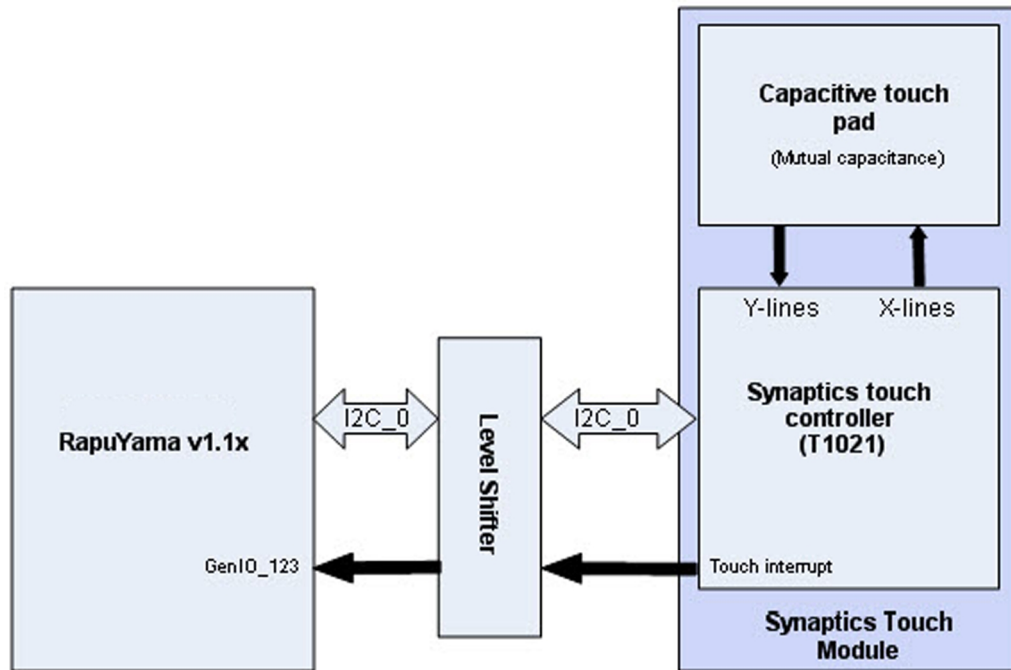 Capacitive touch
pad
(Mutual capacitance)
Y-lines
X-lines
Synaptics touch
controller
(T1021)
I2C_0
I2C_0
RapuYama v1.1x
Level Shifter
GenIO_123
Touch interrupt
Synaptics Touch
Module